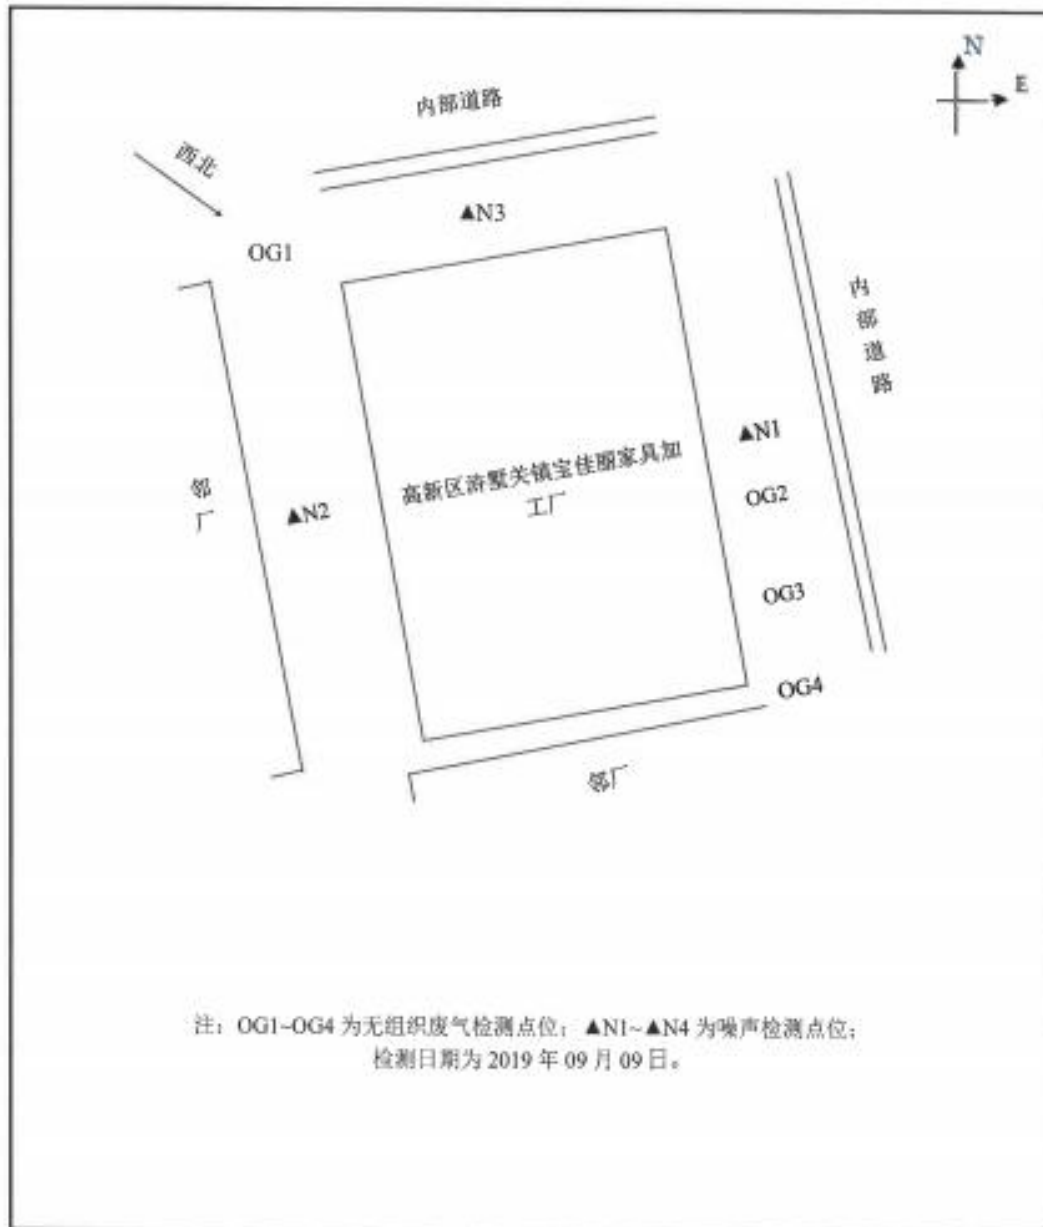 N
E
内部道路
西北
▲N3
OG1
内部道路
▲N1
高新区浒墅关镇宝佳丽家具加
工厂
邻厂
▲N2
OG2
OG3
OG4
邻厂
注：OG1~OG4 为无组织废气检测点位；▲N1~▲N4 为噪声检测点位；
检测日期为 2019 年 09 月 09 日。